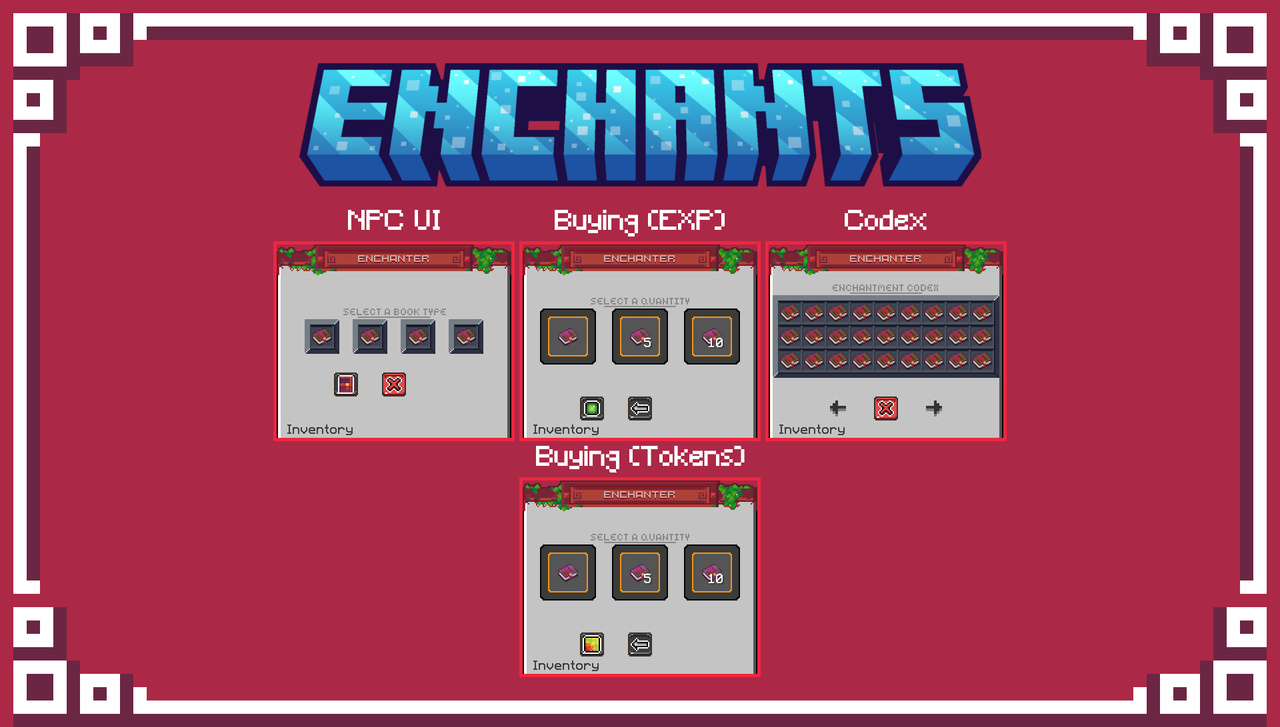 ENCHANTS
NPC UI
Buying (EXP)
Codex
ENCHANTER
ENCHANTER
ENCHANTER
SELECT A BOOK TYPE
SELECT A QUANTITY
ENCHANTMENT CODEX
5
10
Inventory
Inventory
Inventory
Buying (Tokens)
ENCHANTER
SELECT A QUANTITY
5
10
Inventory